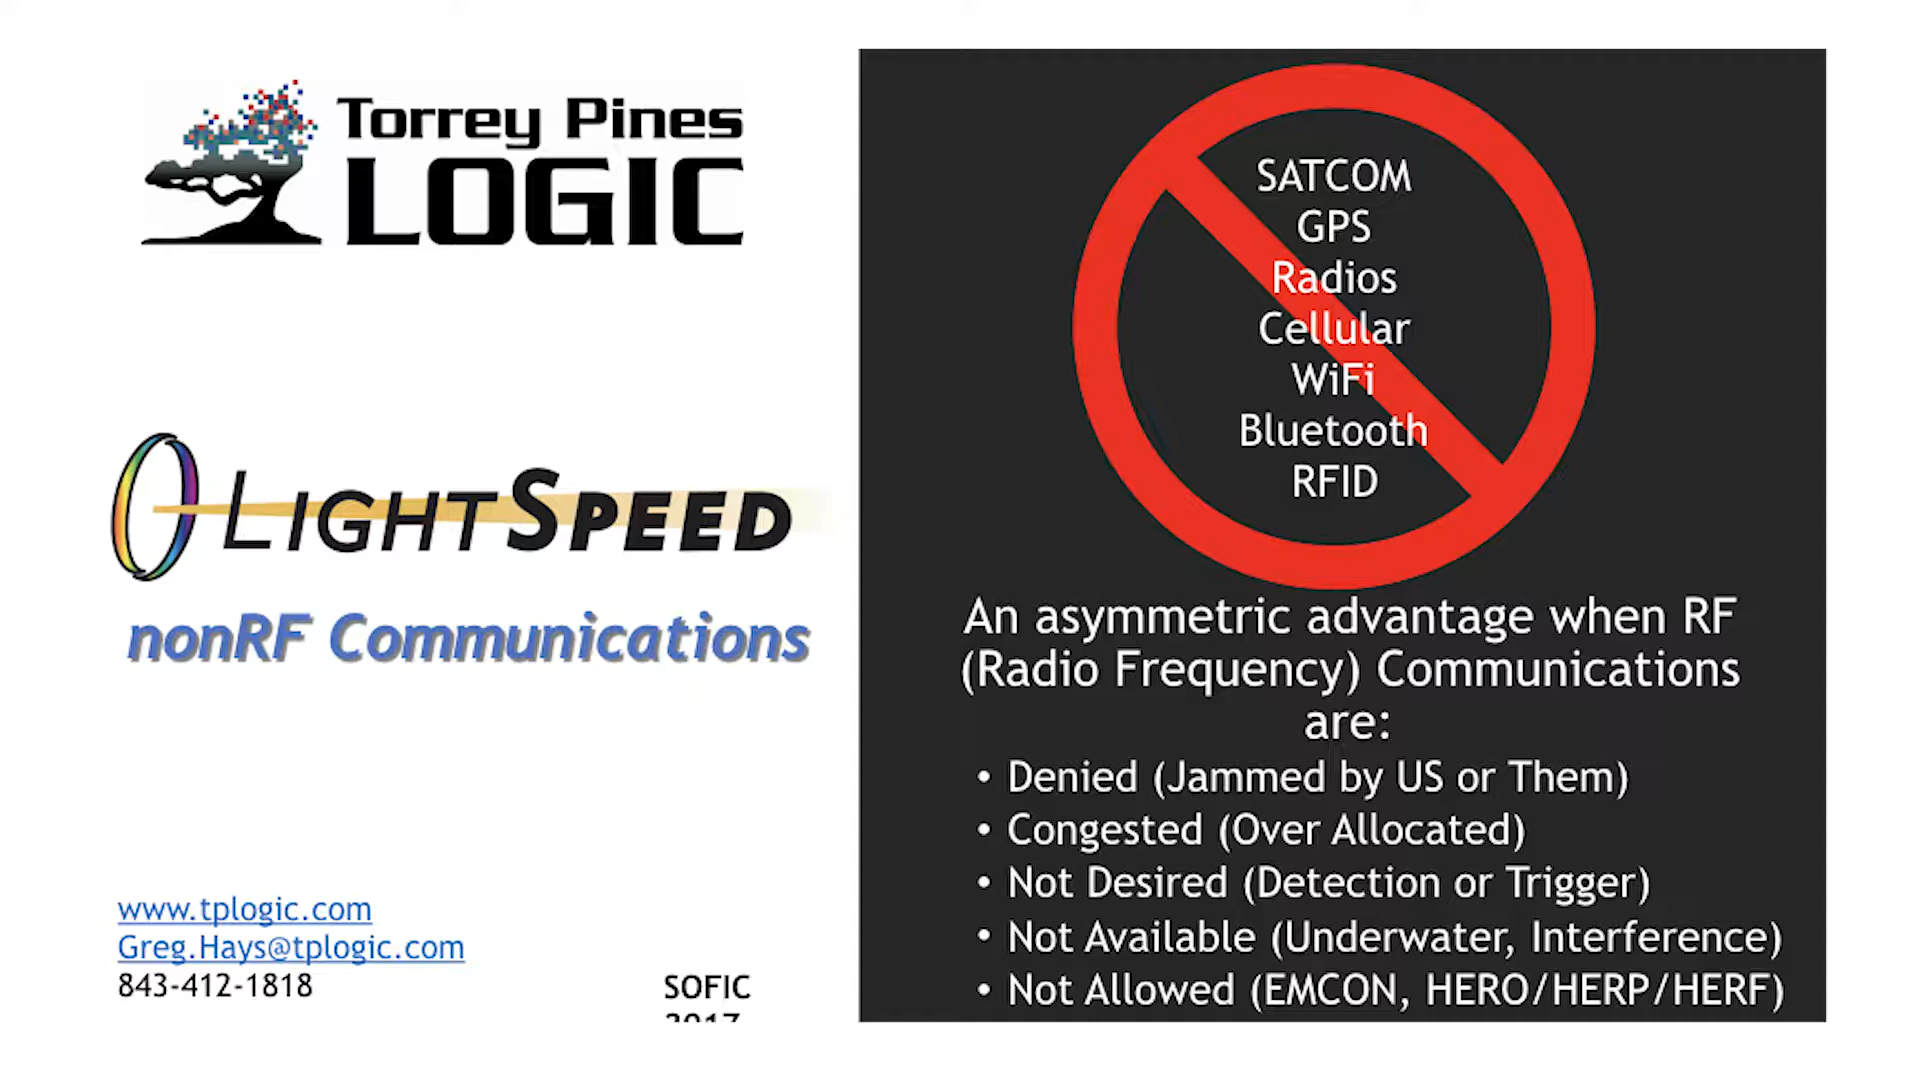 Torrey Pines
LOGIC
LIGHTSPEED
nonRF Communications
www.tplogic.com
Greg.Hays@tplogic.com
843-412-1818
SOFIC
2017
SATCOM
GPS
Radios
Cellular
WiFi
Bluetooth
RFID
An asymmetric advantage when RF
(Radio Frequency) Communications
are:
• Denied (Jammed by US or Them)
• Congested (Over Allocated)
• Not Desired (Detection or Trigger)
• Not Available (Underwater, Interference)
• Not Allowed (EMCON, HERO/HERP/HERF)